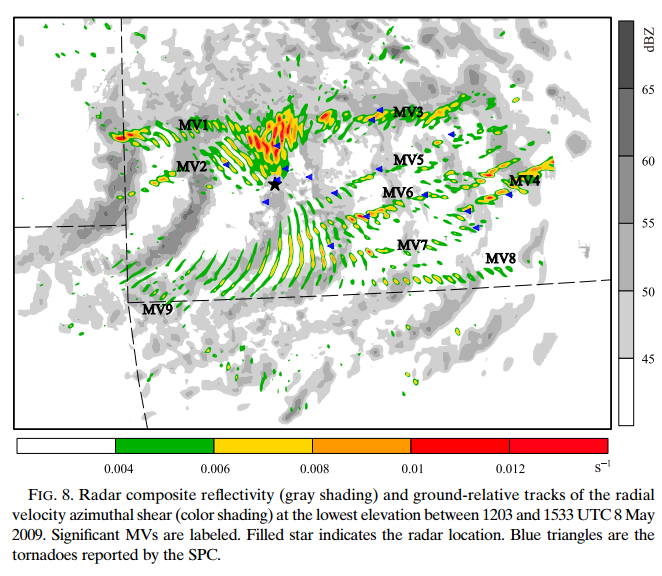 dBZ
65
60
55
50
45
MV1
MV3
MV2
MV5
MV4
MV6
MV7
MV8
MV9
0.004 0.006 0.008 0.01 0.012 s⁻¹
FIG. 8. Radar composite reflectivity (gray shading) and ground-relative tracks of the radial
velocity azimuthal shear (color shading) at the lowest elevation between 1203 and 1533 UTC 8 May
2009. Significant MVs are labeled. Filled star indicates the radar location. Blue triangles are the
tornadoes reported by the SPC.